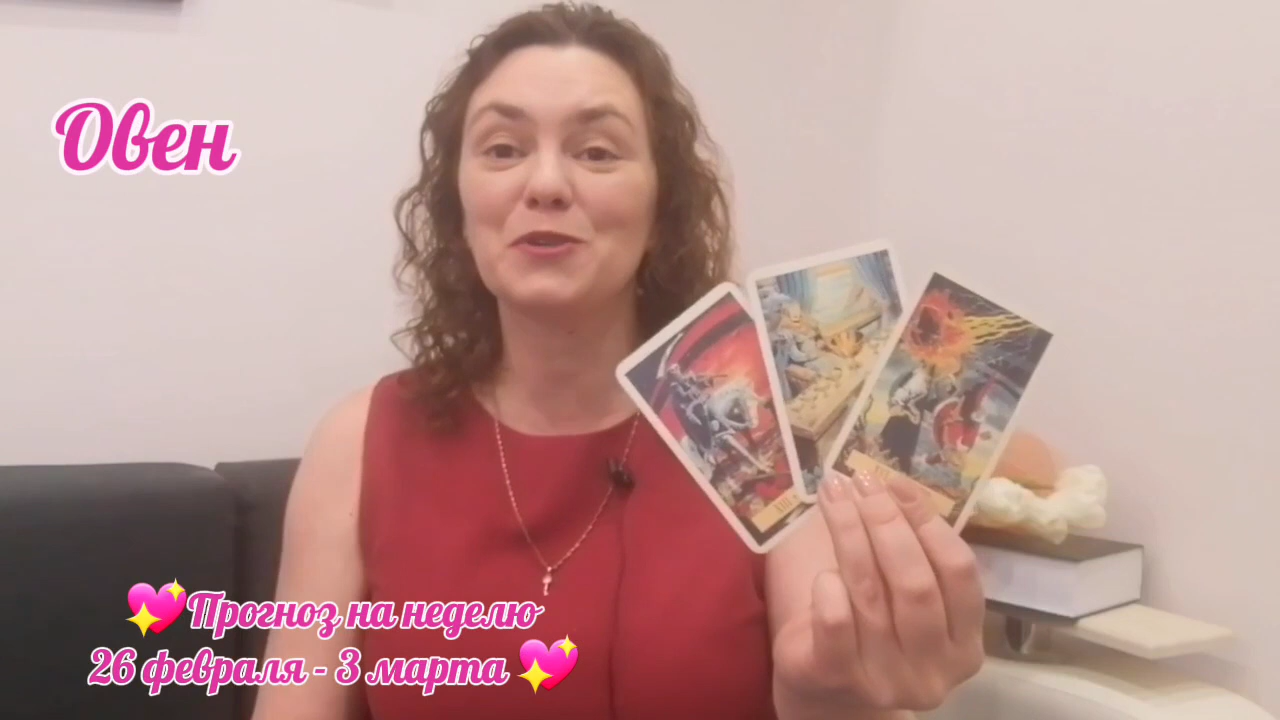 Овен
💖Прогноз на неделю
26 февраля - 3 марта 💖